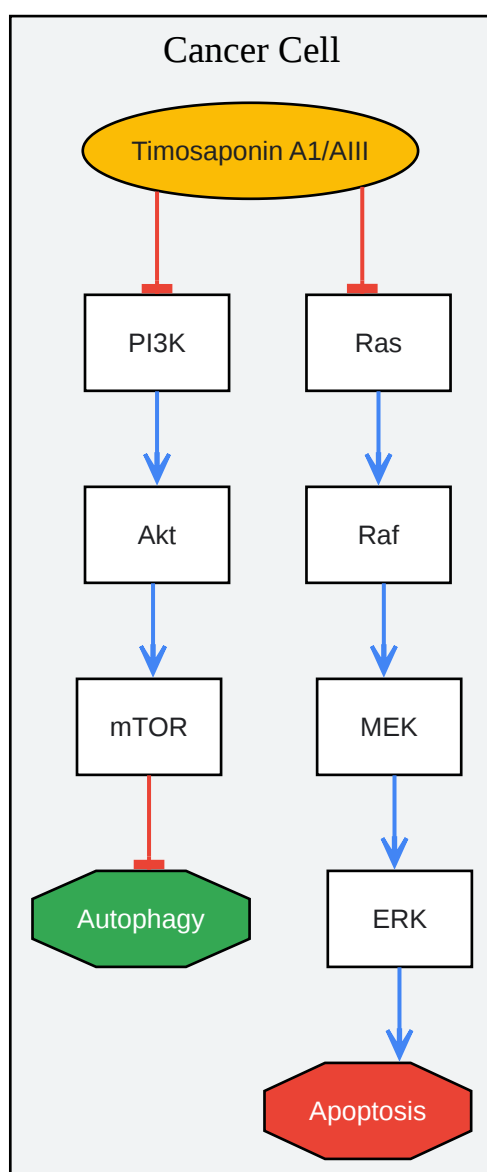 Cancer Cell
Timosaponin A1/AIII
PI3K
Ras
Akt
Raf
mTOR
MEK
Autophagy
ERK
Apoptosis